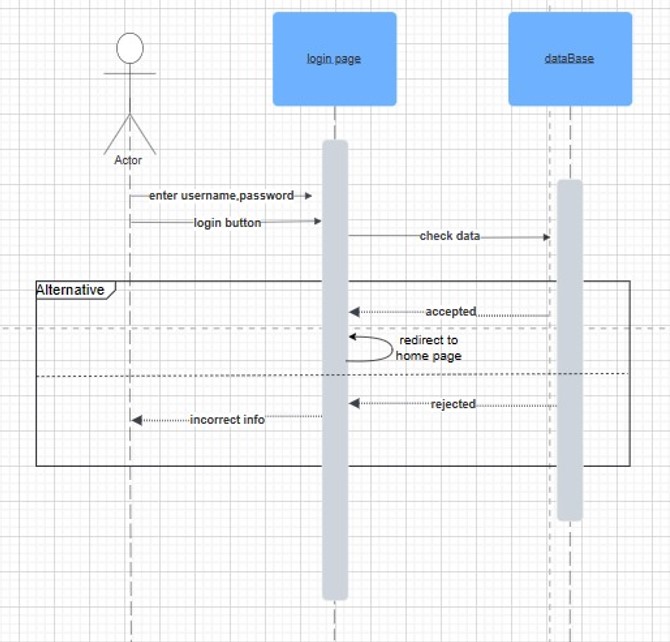 login page
dataBase
Actor
enter username,password
login button
check data
Alternative
accepted
redirect to
home page
rejected
incorrect info